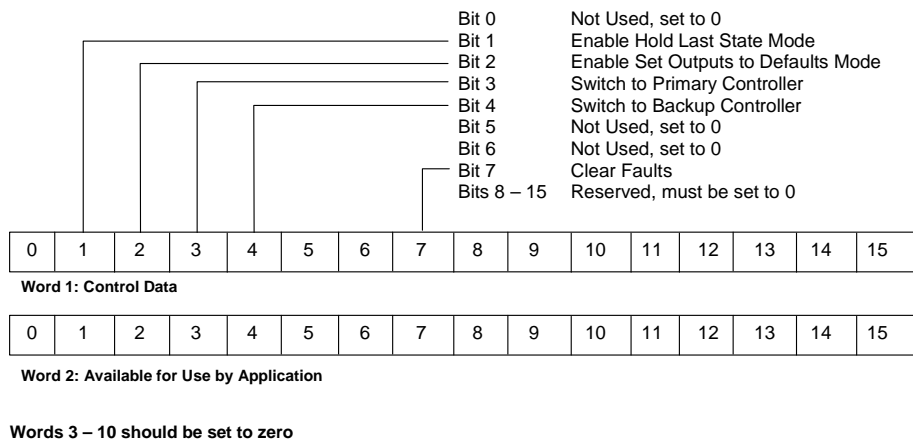 Bit 0 Not Used, set to 0
Bit 1 Enable Hold Last State Mode
Bit 2 Enable Set Outputs to Defaults Mode
Bit 3 Switch to Primary Controller
Bit 4 Switch to Backup Controller
Bit 5 Not Used, set to 0
Bit 6 Not Used, set to 0
Bit 7 Clear Faults
Bits 8 – 15 Reserved, must be set to 0
0 1 2 3 4 5 6 7 8 9 10 11 12 13 14 15
Word 1: Control Data
0 1 2 3 4 5 6 7 8 9 10 11 12 13 14 15
Word 2: Available for Use by Application
Words 3 – 10 should be set to zero